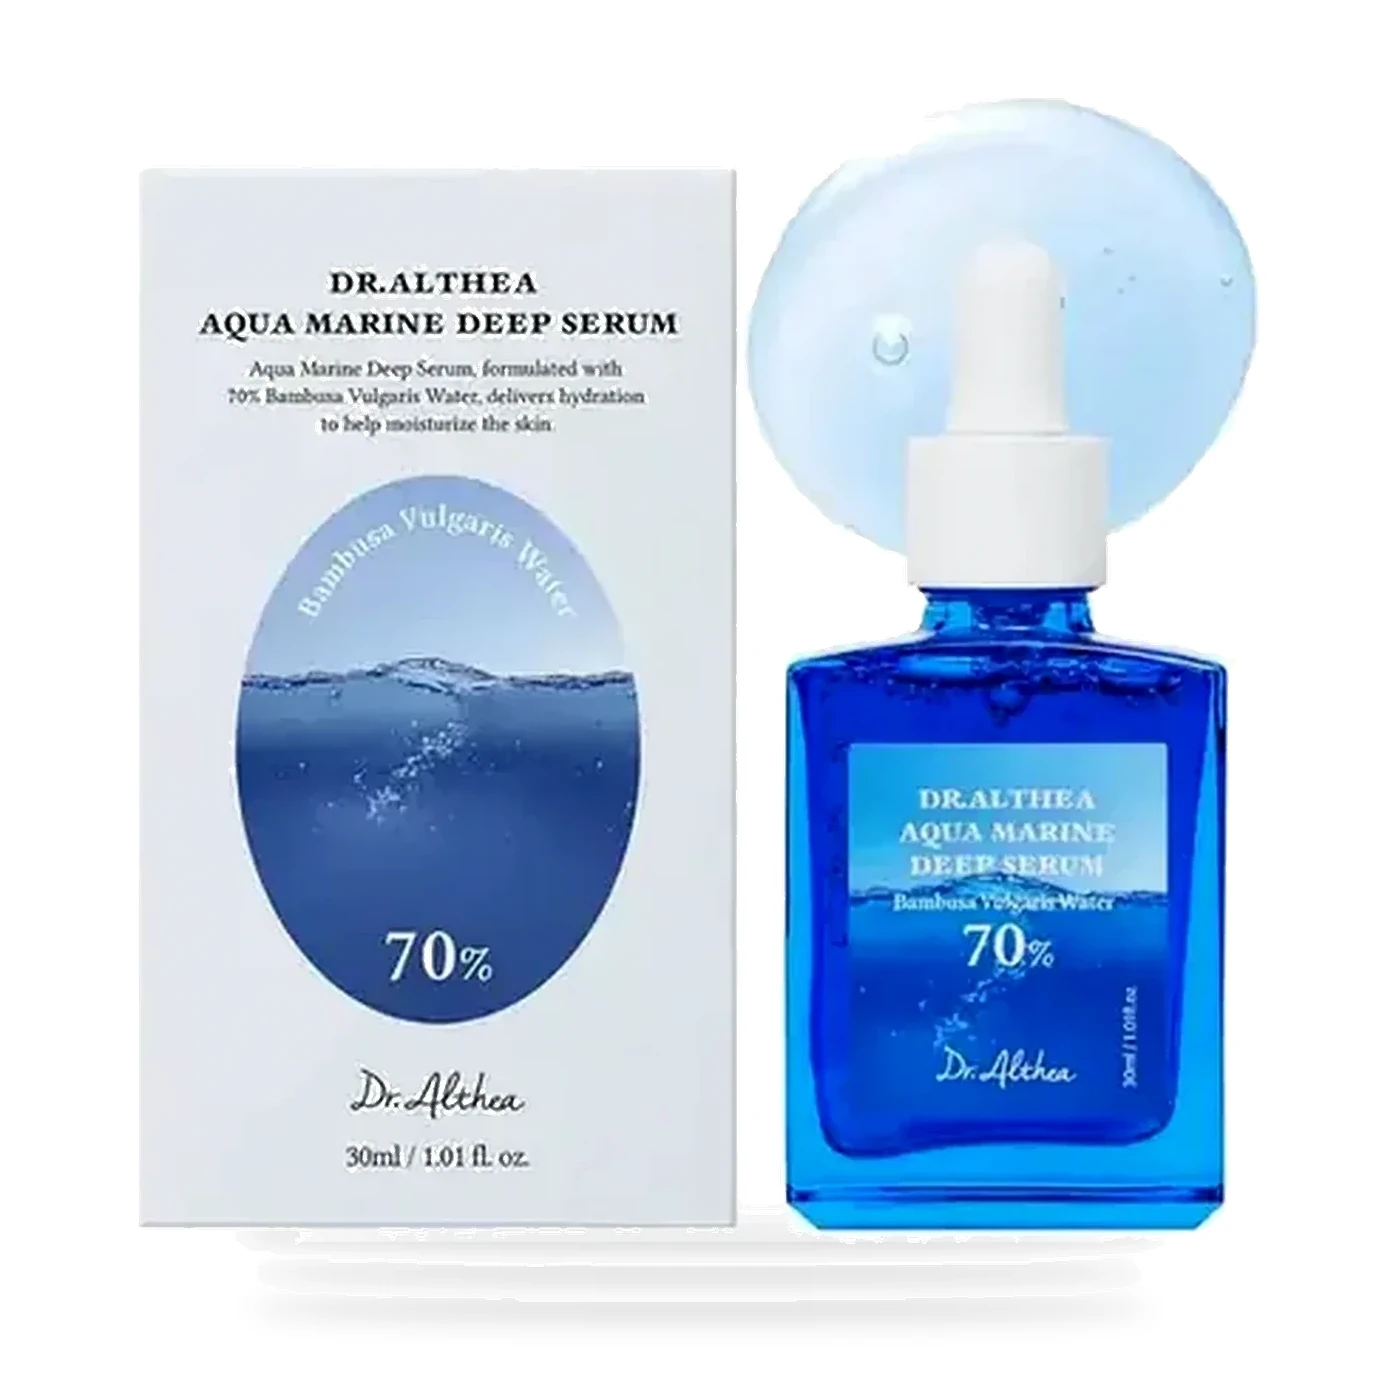 DR.ALTHEA
AQUA MARINE DEEP SERUM
Aqua Marine Deep Serum, formulated with
70% Bambusa Vulgaris Water, delivers hydration
to help moisturize the skin
Bambusa Vulgaris Water
70%
Dr. Althea
30ml / 1.01 fl. oz.
DR.ALTHEA
AQUA MARINE
DEEP SERUM
Bambusa Vulgaris Water
70%
30ml / 1.01fl.oz
Dr. Althea